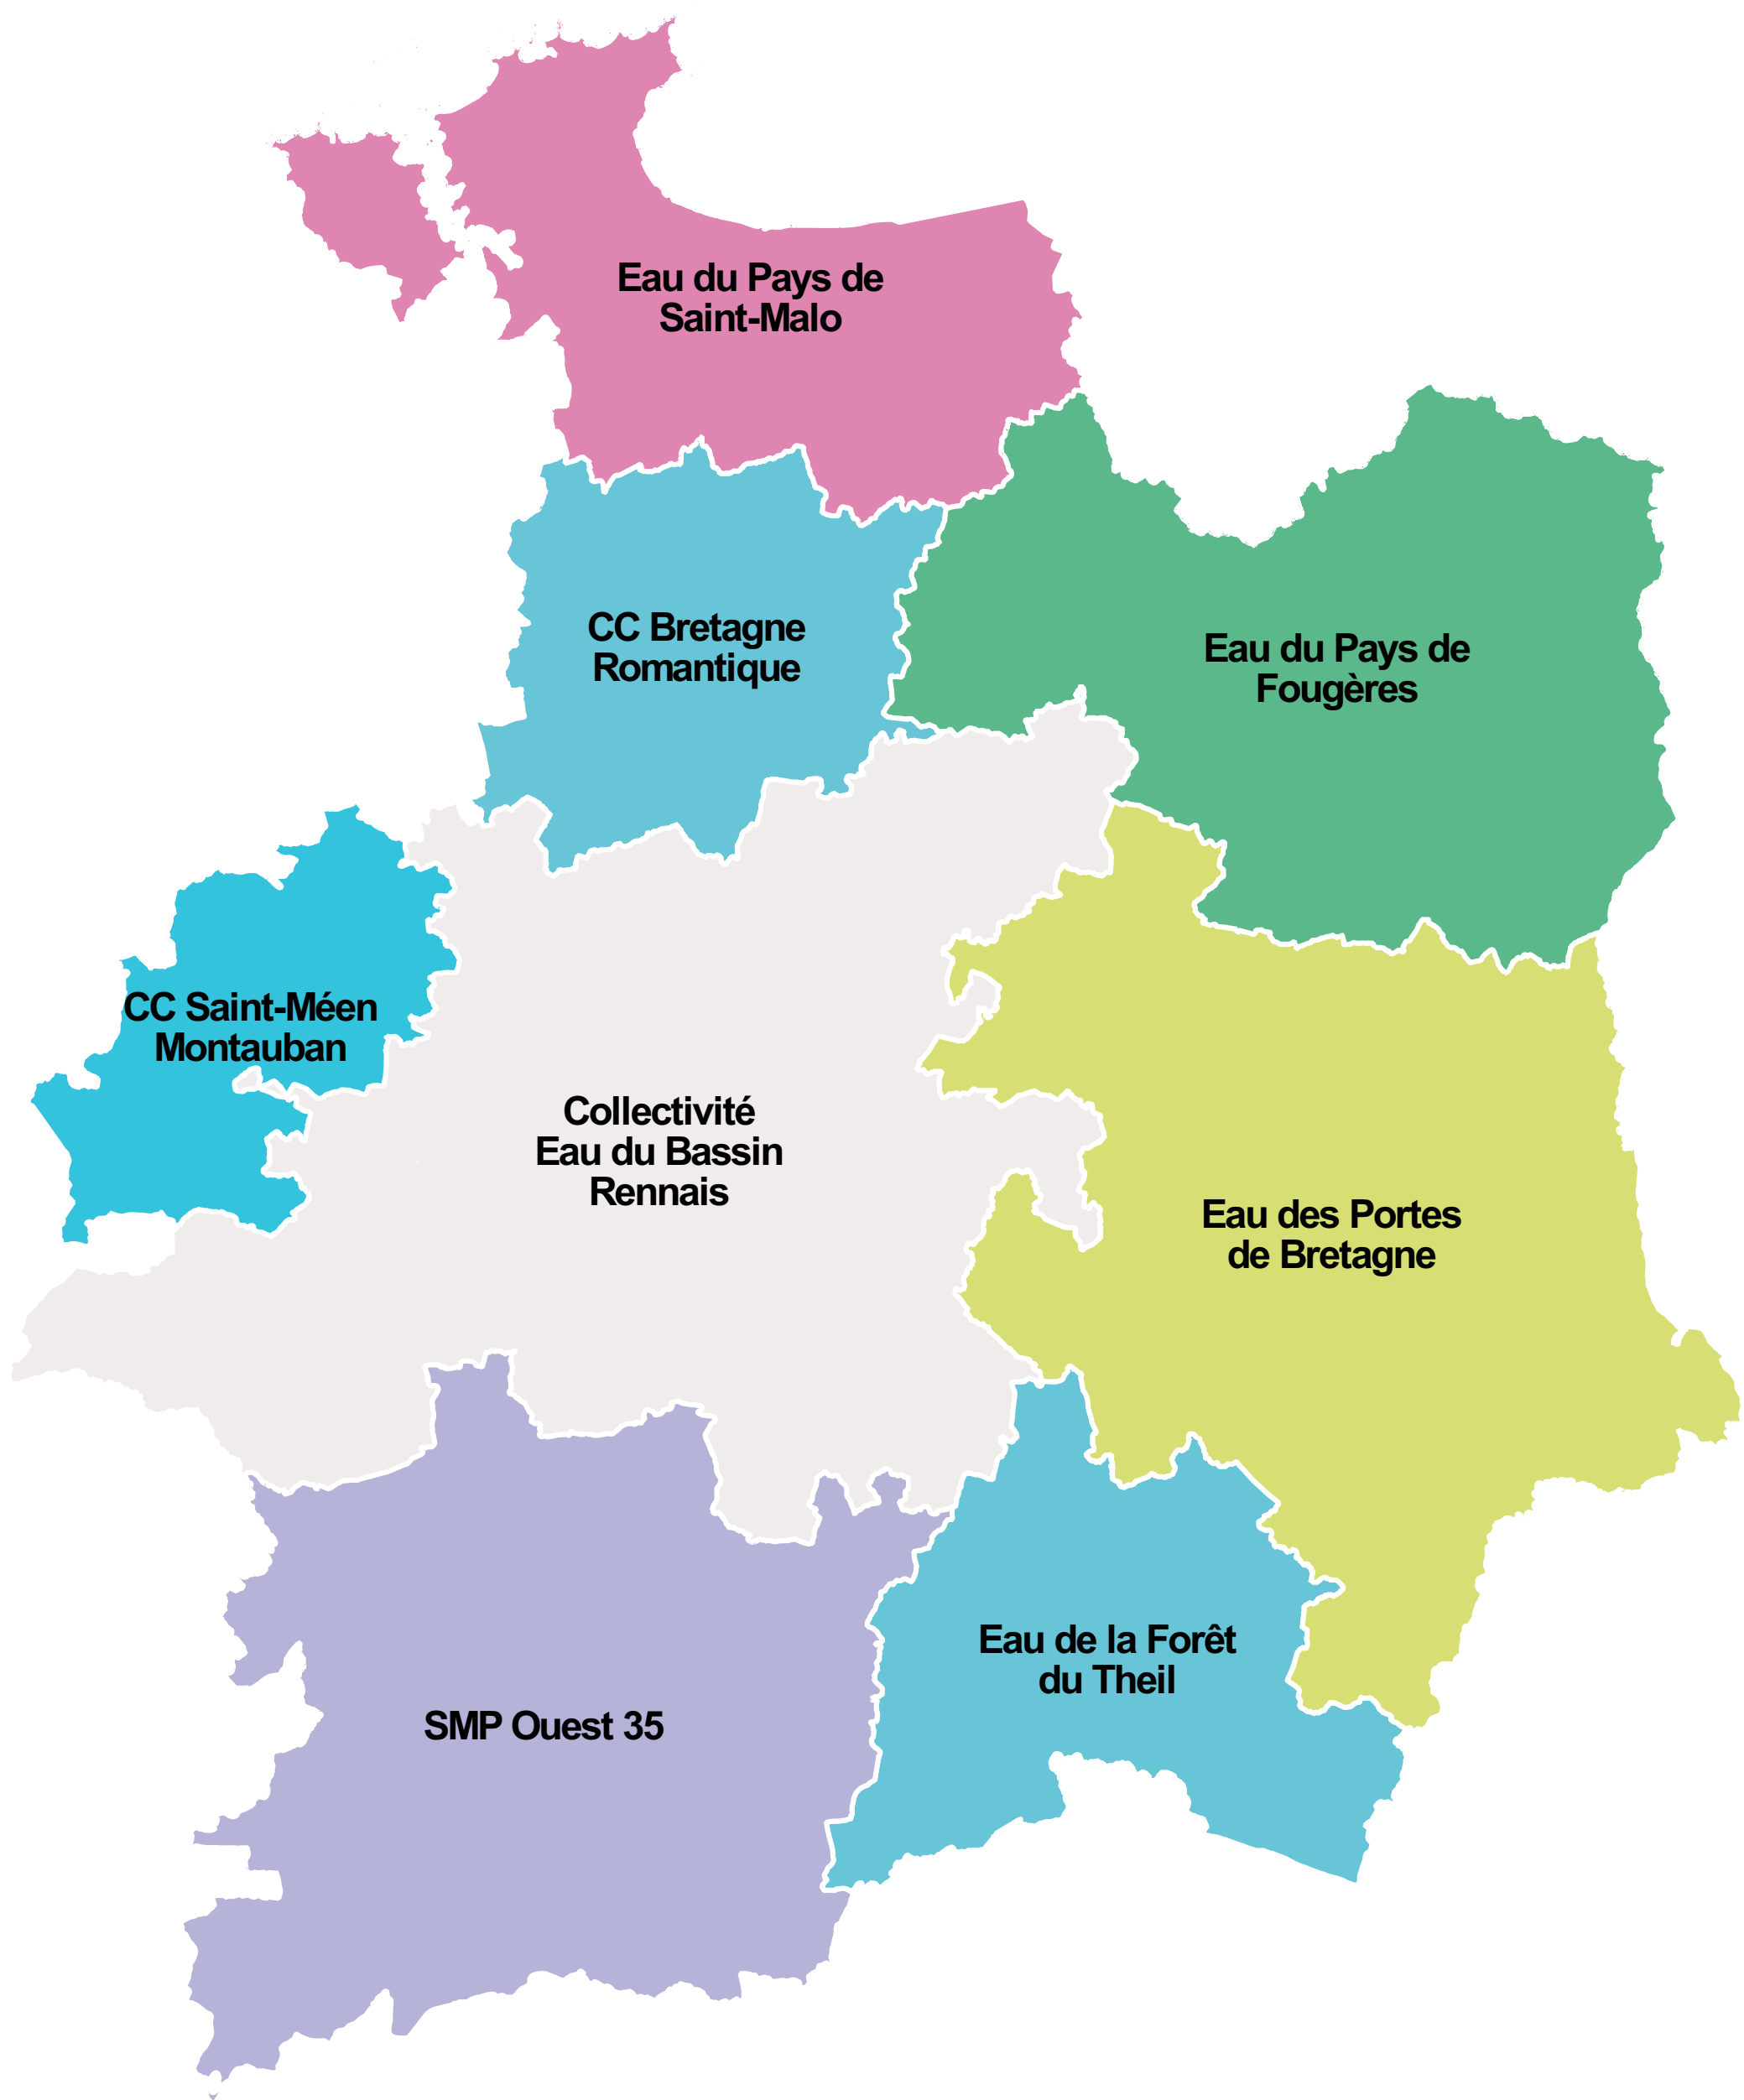 Eau du Pays de
Saint-Malo
CC Bretagne
Romantique
Eau du Pays de
Fougères
CC Saint-Méen
Montauban
Collectivité
Eau du Bassin
Rennais
Eau des Portes
de Bretagne
Eau de la Forêt
du Theil
SMP Ouest 35